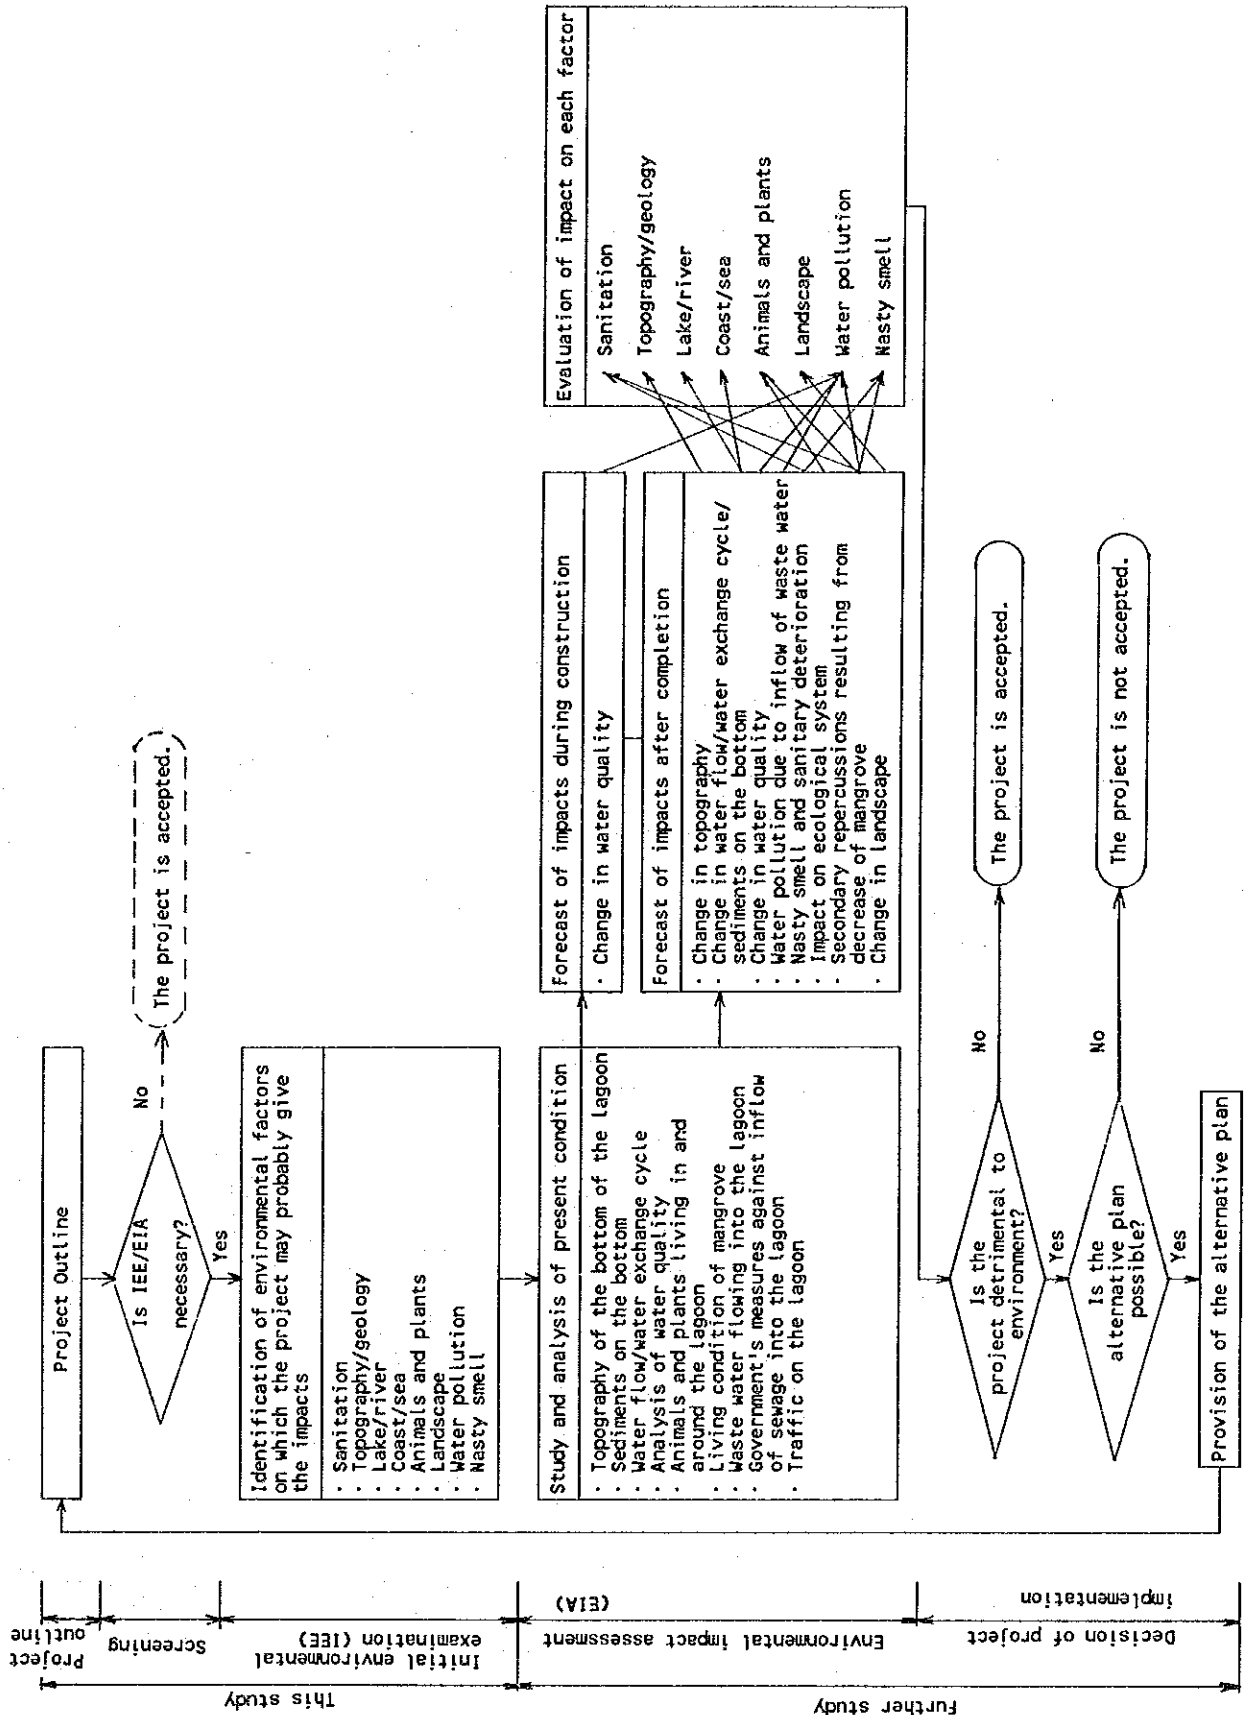 Project Outline
Is IEE/EIA
necessary?
No
The project is accepted.
Yes
Identification of environmental factors
on which the project may probably give
the impacts
· Sanitation
· Topography/geology
· Lake/river
· Coast/sea
· Animals and plants
· Landscape
· Water pollution
· Nasty smell
Study and analysis of present condition
· Topography of the bottom of the lagoon
· Sediments on the bottom
· Water flow/water exchange cycle
· Analysis of water quality
· Animals and plants living in and
around the lagoon
· Living condition of mangrove
· Waste water flowing into the lagoon
· Government's measures against inflow
of sewage into the lagoon
· Traffic on the lagoon
Forecast of impacts during construction
· Change in water quality
Forecast of impacts after completion
· Change in topography
· Change in water flow/water exchange cycle/
sediments on the bottom
· Change in water quality
· Water pollution due to inflow of waste water
· Nasty smell and sanitary deterioration
· Impact on ecological system
· Secondary repercussions resulting from
decrease of mangrove
· Change in landscape
Evaluation of impact on each factor
Sanitation
Topography/geology
Lake/river
Coast/sea
Animals and plants
Landscape
Water pollution
Nasty smell
Is the
project detrimental to
environment?
No
The project is accepted.
Yes
Is the
alternative plan
possible?
No
The project is not accepted.
Yes
Provision of the alternative plan
Project
outline
Screening
Initial environmental
examination (IEE)
Environmental impact assessment
(EIA)
Decision of project
implementation
This study
Further study